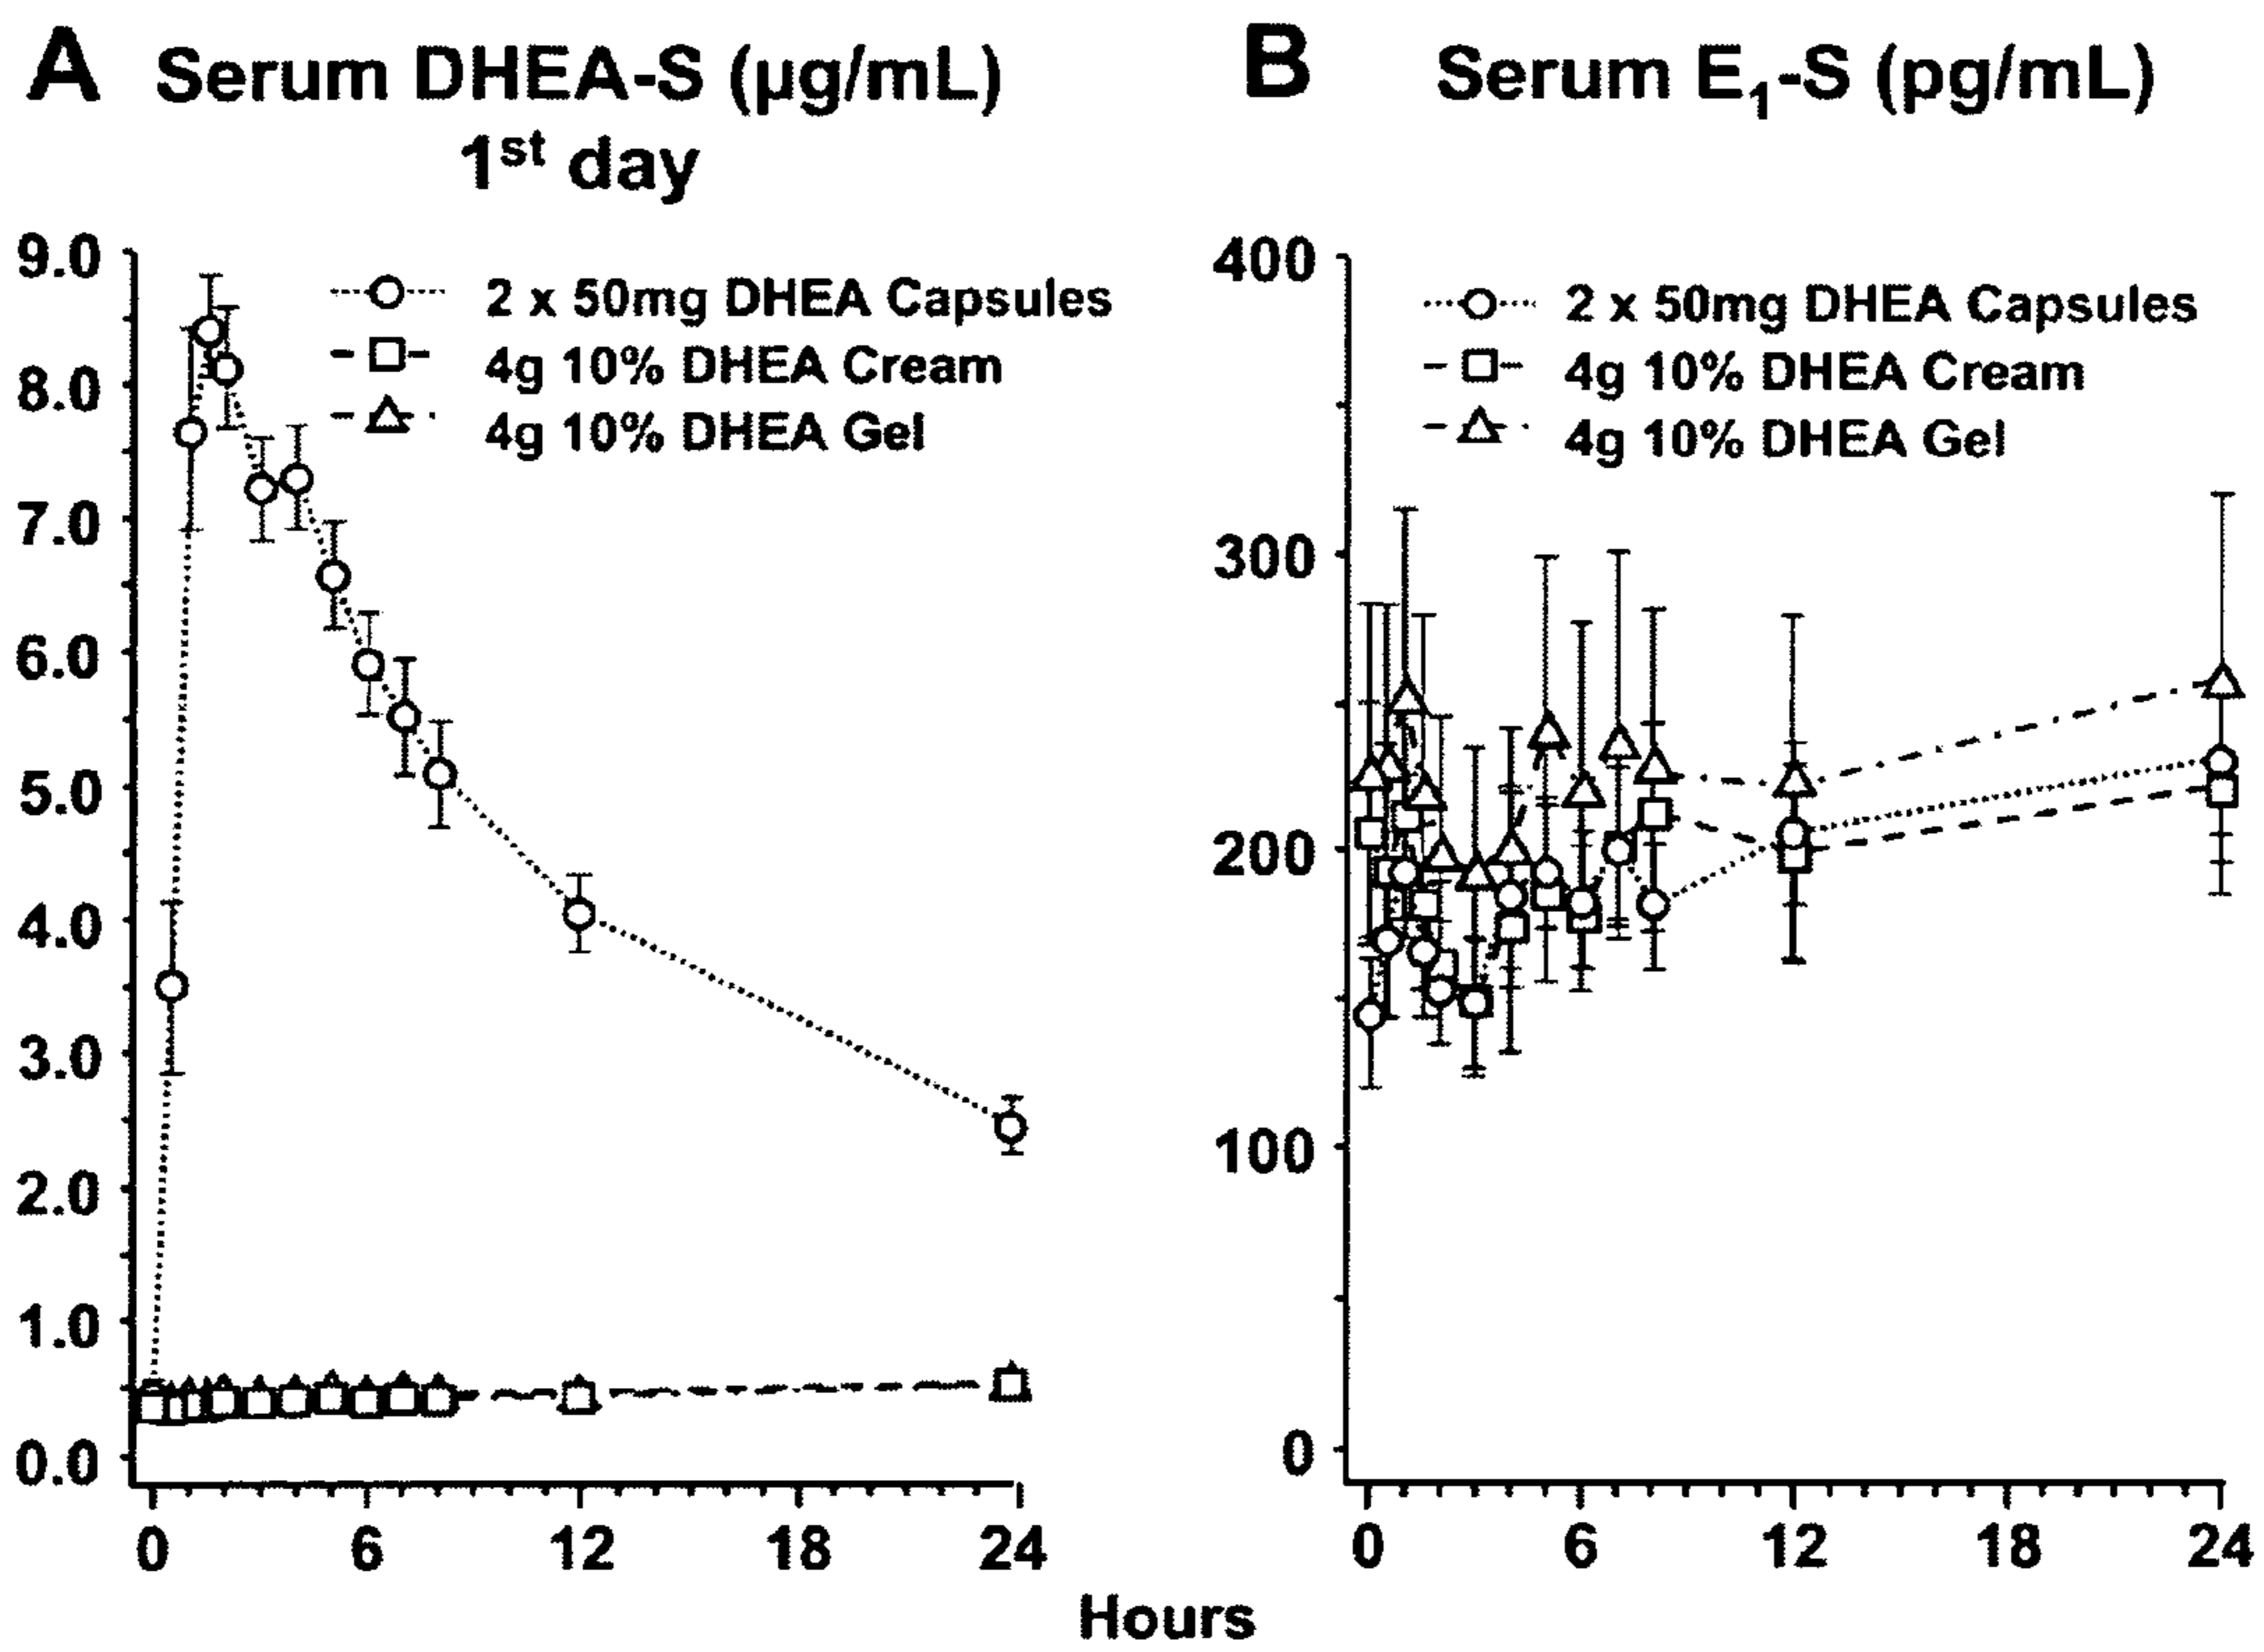 A Serum DHEA-S (µg/mL)
1st day
9.0
8.0
7.0
6.0
5.0
4.0
3.0
2.0
1.0
0.0
2 x 50mg DHEA Capsules
4g 10% DHEA Cream
4g 10% DHEA Gel
0 6 12 18 24
B Serum E1-S (pg/mL)
400
300
200
100
0
2 x 50mg DHEA Capsules
4g 10% DHEA Cream
4g 10% DHEA Gel
0 6 12 18 24
Hours